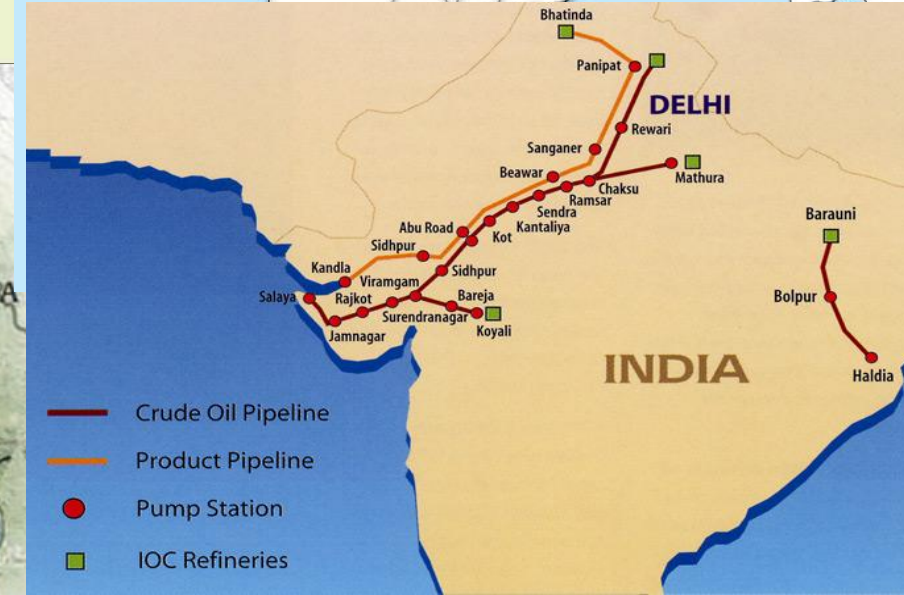 Bhatinda
Panipat
DELHI
Rewari
Sanganer
Beawar
Mathura
Chaksu
Ramsar
Sendra
Kantaliya
Kot
Abu Road
Sidhpur
Sidhpur
Kandla
Viramgam
Salaya
Rajkot
Bareja
Surendranagar
Koyali
Jamnagar
Barauni
Bolpur
Haldia
INDIA
Crude Oil Pipeline
Product Pipeline
Pump Station
IOC Refineries
A